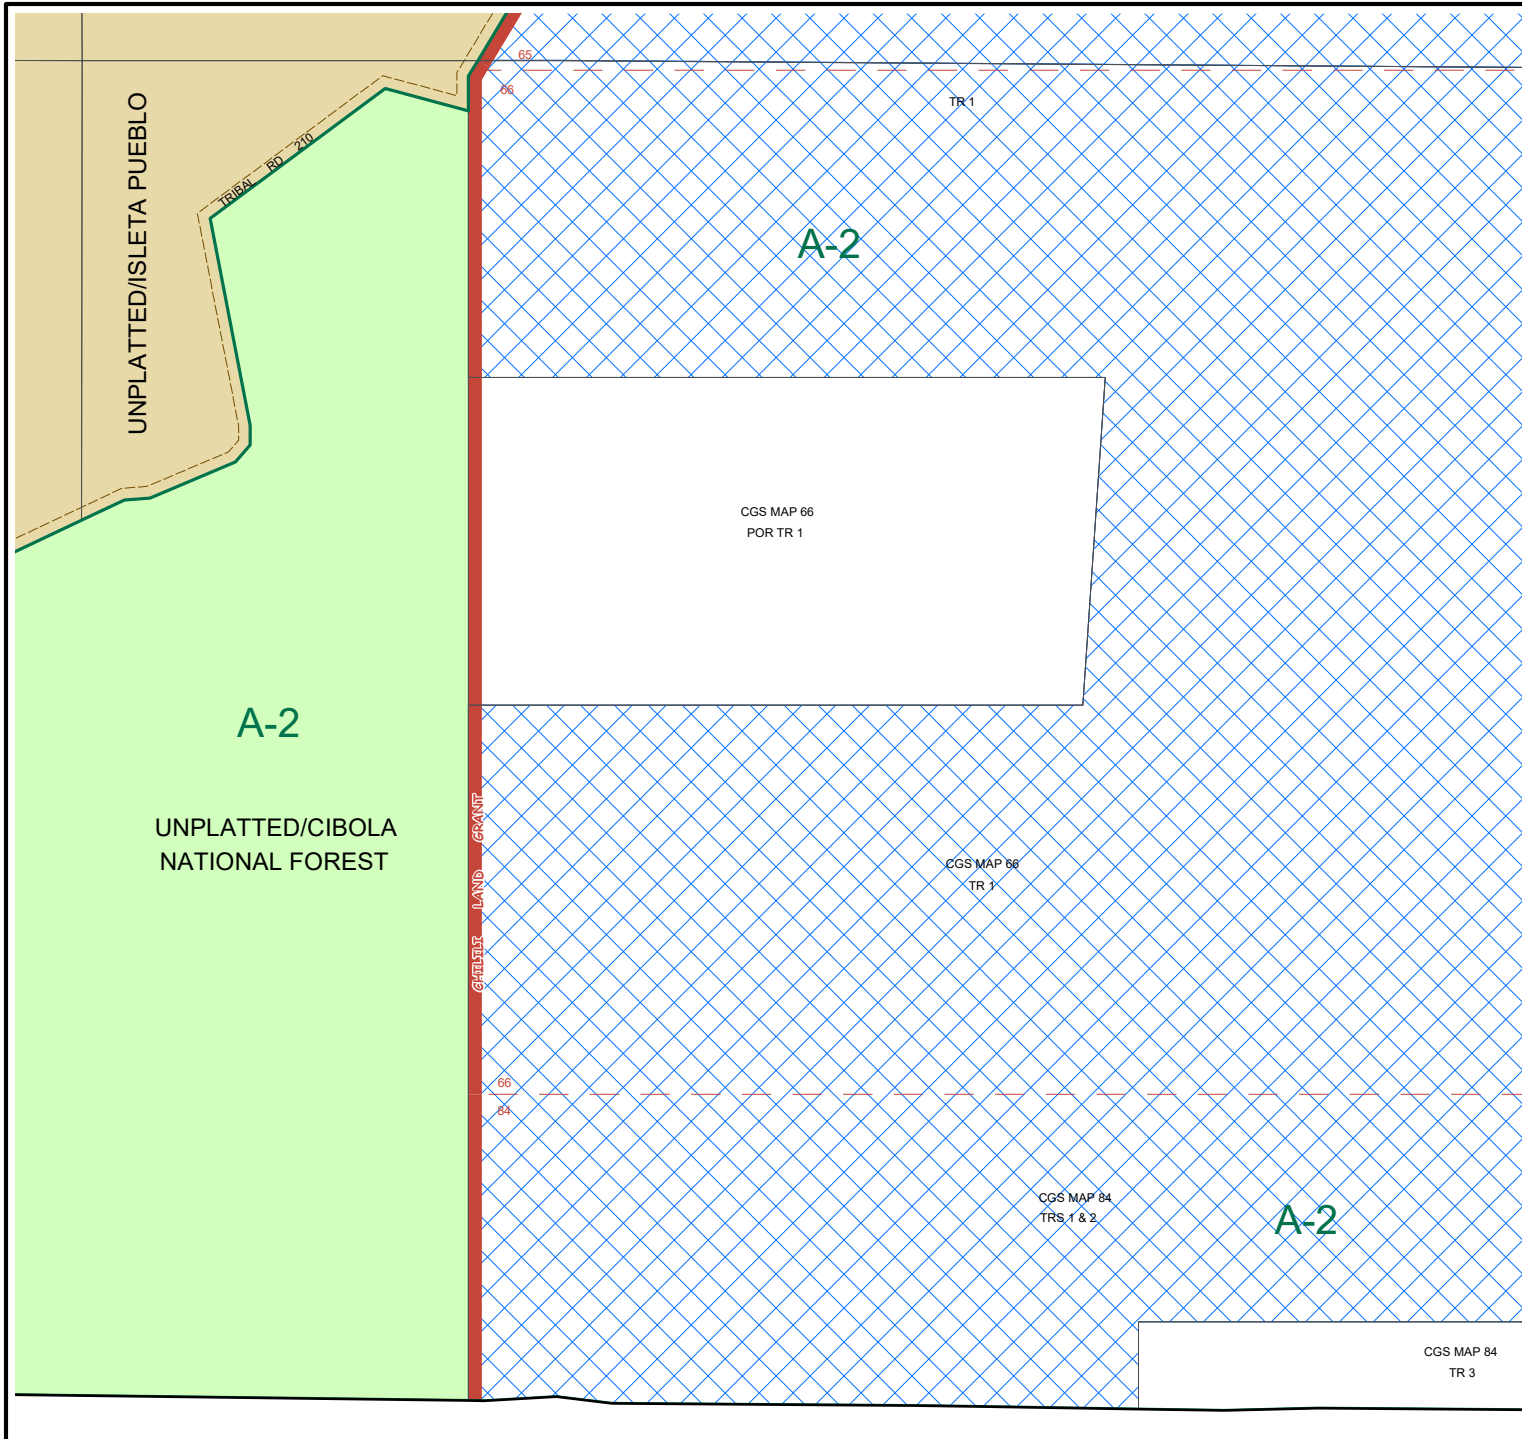 65
66
TR 1
UNPLATTED/ISLETA PUEBLO
TRIBAL RD 210
A-2
CGS MAP 66
POR TR 1
A-2
UNPLATTED/CIBOLA
NATIONAL FOREST
CHILILI LAND GRANT
CGS MAP 66
TR 1
66
84
CGS MAP 84
TRS 1 & 2
A-2
CGS MAP 84
TR 3